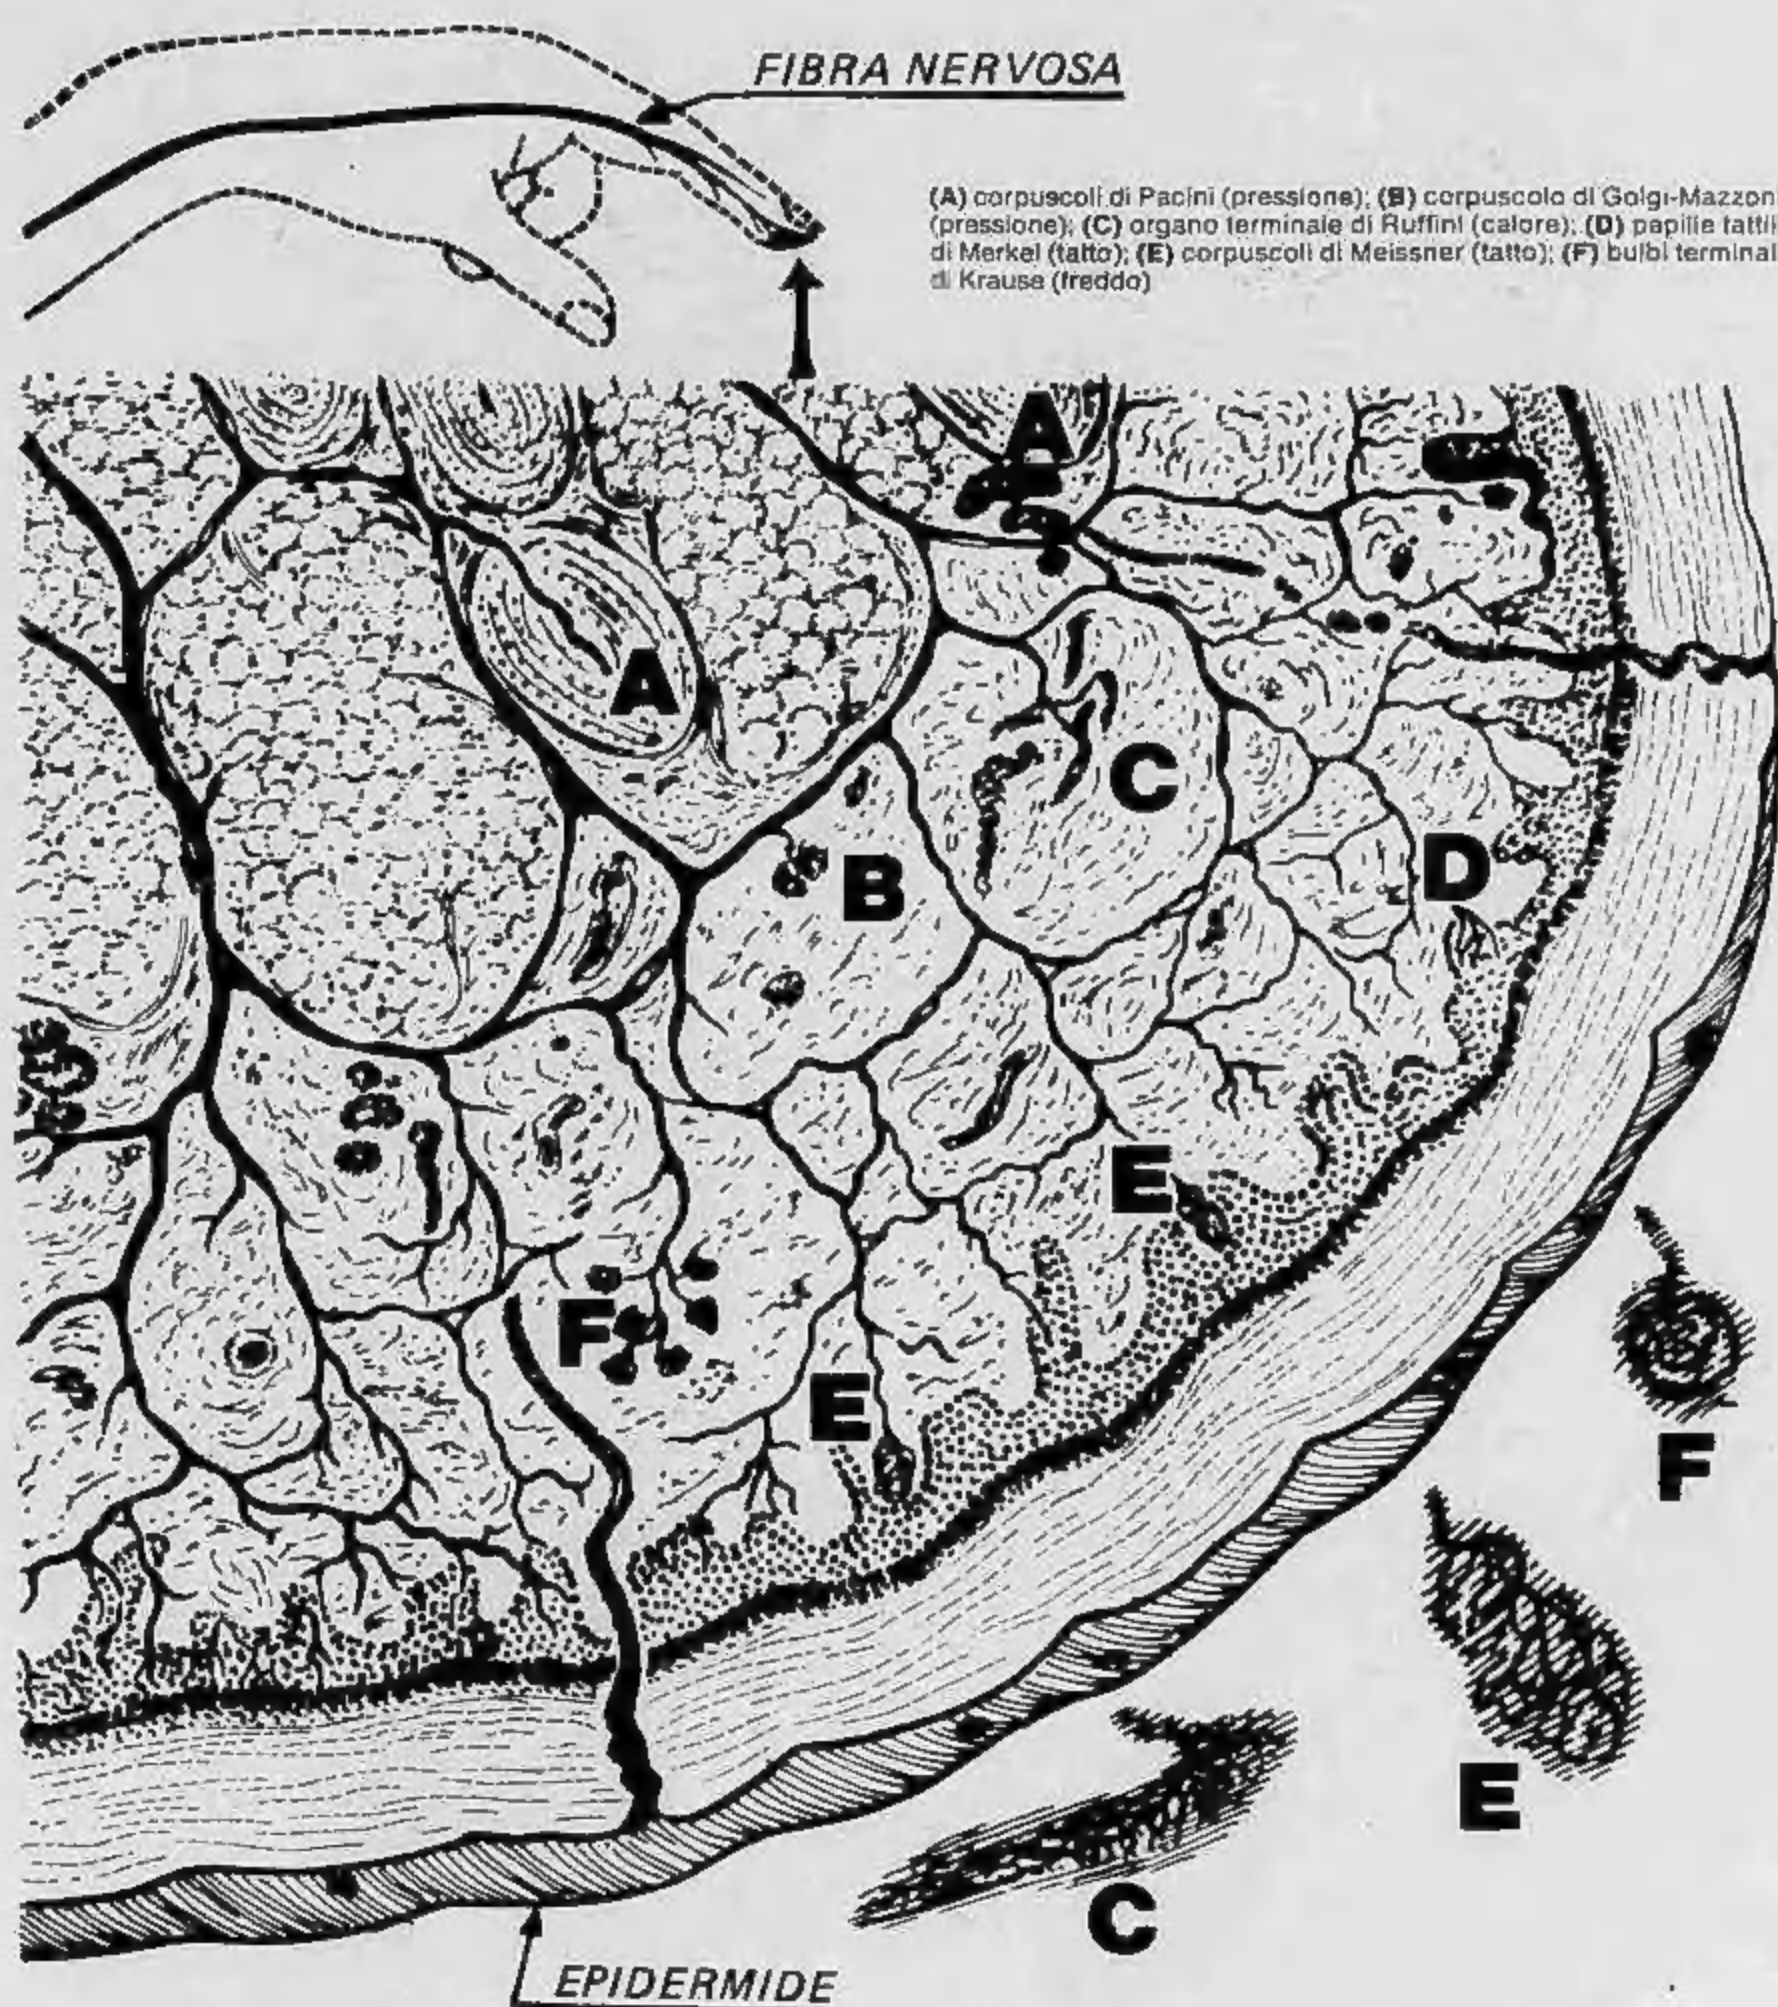 FIBRA NERVOSA
(A) corpuscoli di Pacini (pressione); (B) corpuscolo di Golgi-Mazzoni
(pressione); (C) organo terminale di Ruffini (calore); (D) papille tattili
di Merkel (tatto); (E) corpuscoli di Meissner (tatto); (F) bulbi terminal
di Krause (freddo)
A
A
C
B
D
E
F
E
F
E
C
EPIDERMIDE